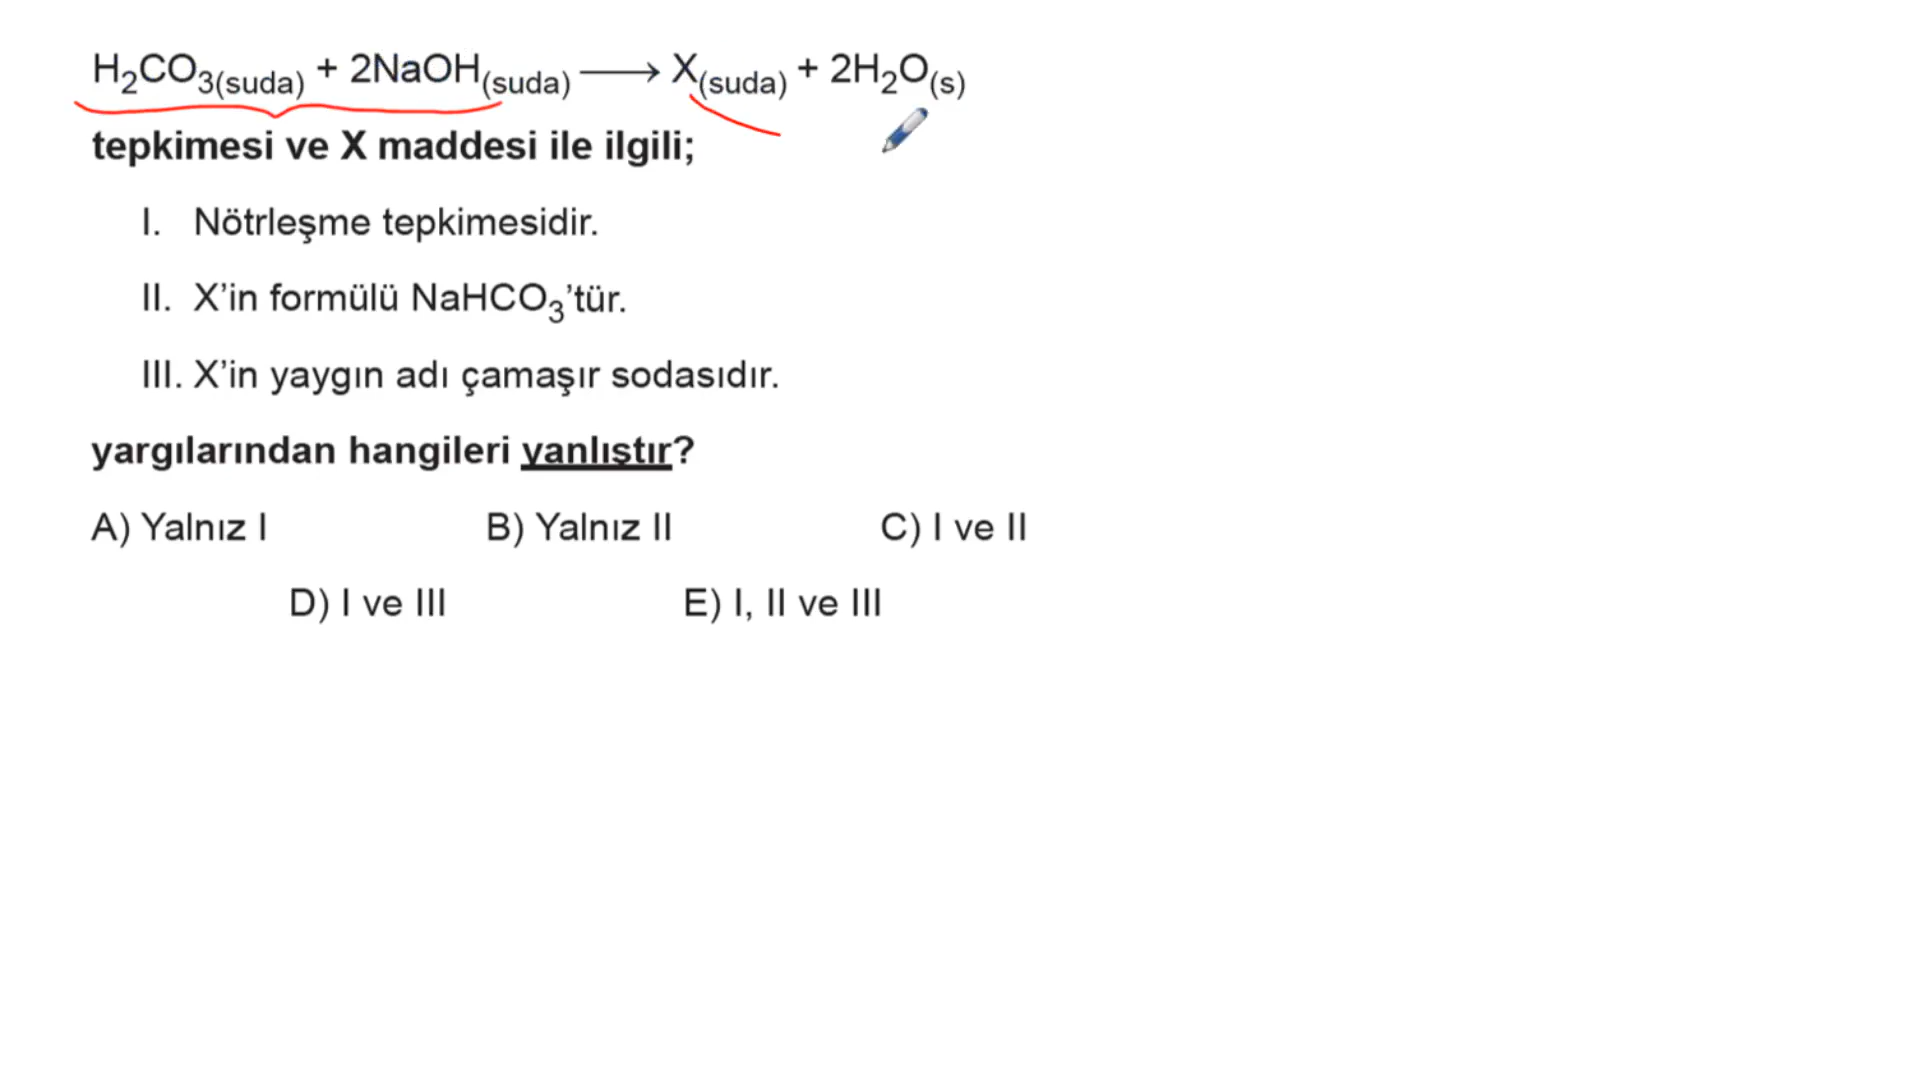 H₂CO₃(suda) + 2NaOH(suda) ⟶ X(suda) + 2H₂O(s)
tepkimesi ve X maddesi ile ilgili;
I. Nötrleşme tepkimesidir.
II. X’in formülü NaHCO₃’tür.
III. X’in yaygın adı çamaşır sodasıdır.
yargılarından hangileri yanlıştır?
A) Yalnız I B) Yalnız II C) I ve II
D) I ve III E) I, II ve III